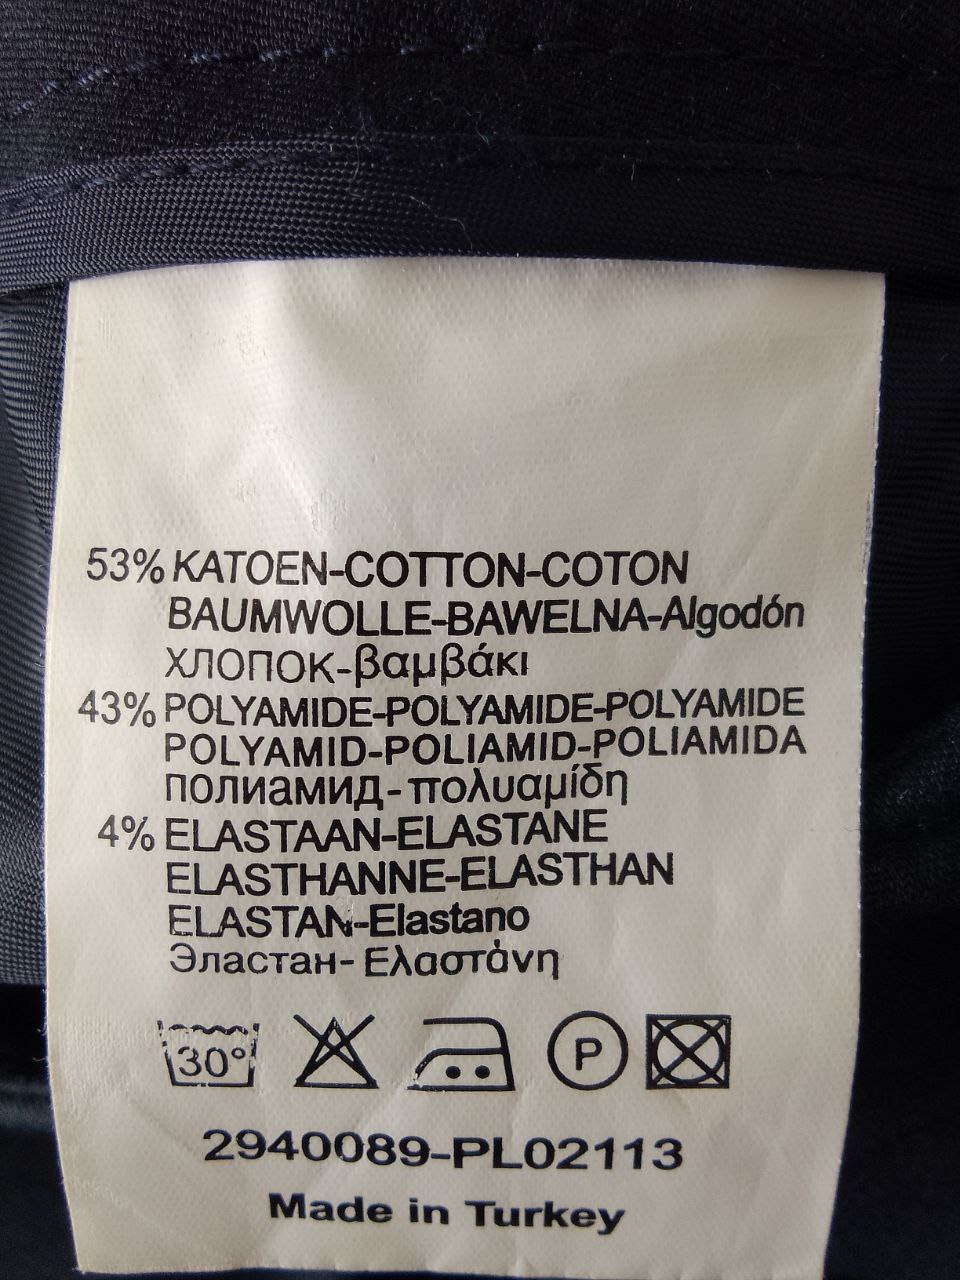 53% KATOEN-COTTON-COTON
BAUMWOLLE-BAWELNA-Algodón
ХЛОПОК-βαμβάκι
43% POLYAMIDE-POLYAMIDE-POLYAMIDE
POLYAMID-POLIAMID-POLIAMIDA
ПОЛИаМИД-πολυαμίδη
4% ELASTAAN-ELASTANE
ELASTHANNE-ELASTHAN
ELASTAN-Elastano
Эластан-Ελαστάνη
30° P
2940089-PL02113
Made in Turkey